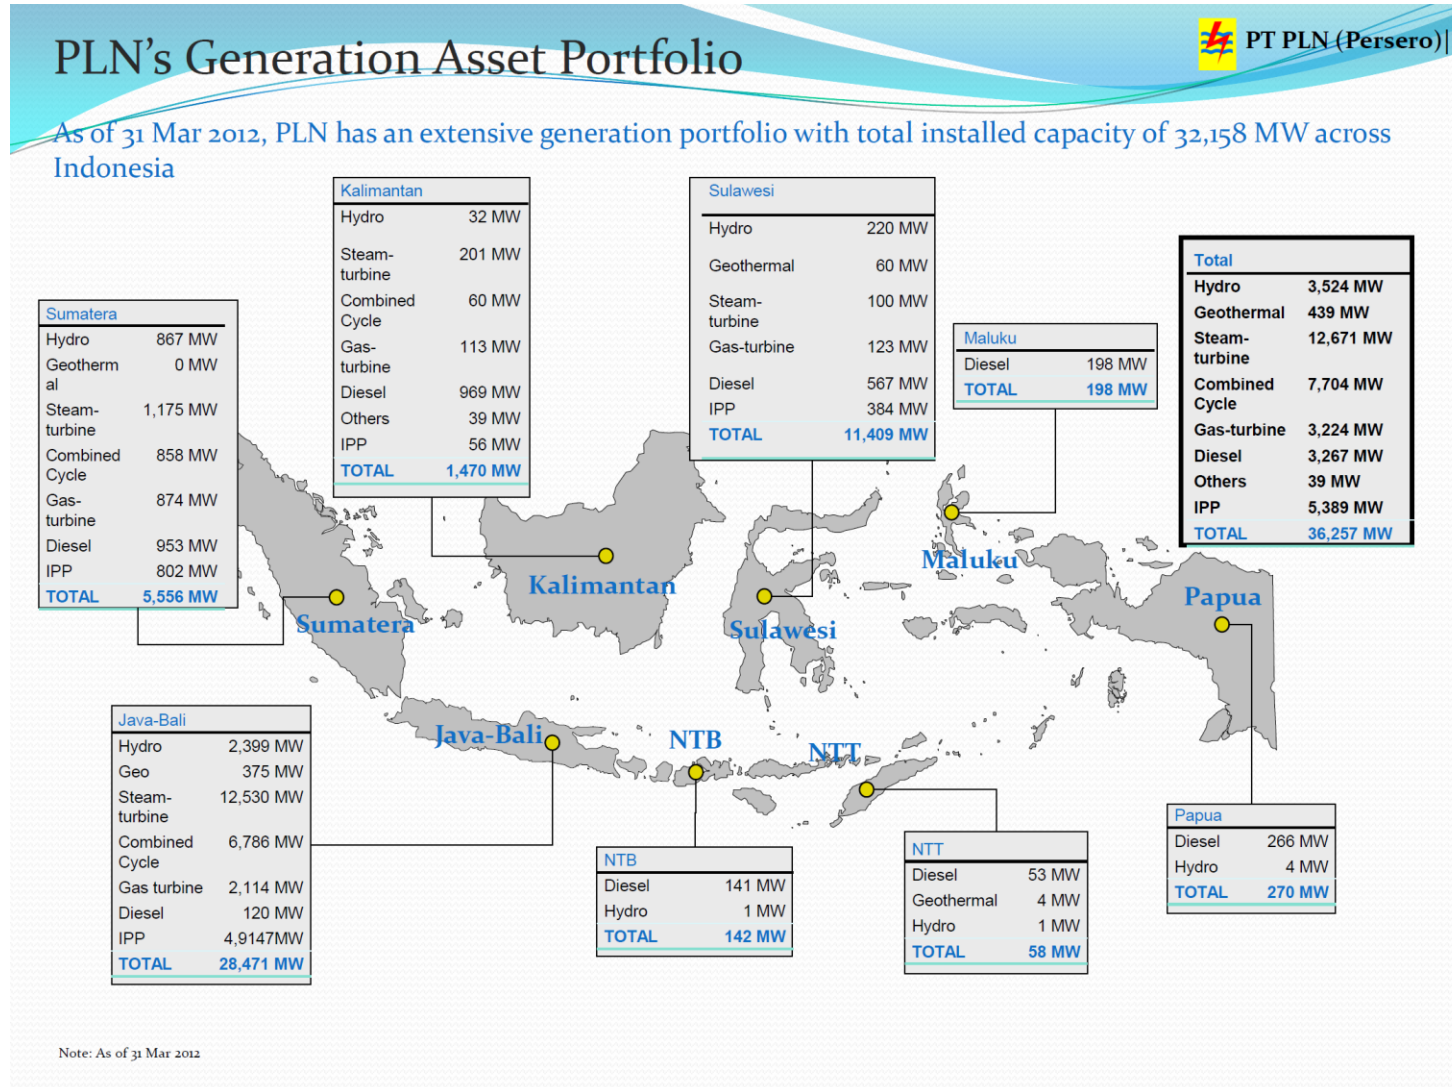 PLN's Generation Asset Portfolio
PT PLN (Persero)|
As of 31 Mar 2012, PLN has an extensive generation portfolio with total installed capacity of 32,158 MW across
Indonesia
Kalimantan
Hydro 32 MW
Steam- 201 MW
turbine
Combined 60 MW
Cycle
Gas- 113 MW
turbine
Diesel 969 MW
Others 39 MW
IPP 56 MW
TOTAL 1,470 MW
Sulawesi
Hydro 220 MW
Geothermal 60 MW
Steam- 100 MW
turbine
Gas-turbine 123 MW
Diesel 567 MW
IPP 384 MW
TOTAL 11,409 MW
Total
Hydro 3,524 MW
Geothermal 439 MW
Steam- 12,671 MW
turbine
Combined 7,704 MW
Cycle
Gas-turbine 3,224 MW
Diesel 3,267 MW
Others 39 MW
IPP 5,389 MW
TOTAL 36,257 MW
Sumatera
Hydro 867 MW
Geotherm 0 MW
al
Steam- 1,175 MW
turbine
Combined 858 MW
Cycle
Gas- 874 MW
turbine
Diesel 953 MW
IPP 802 MW
TOTAL 5,556 MW
Maluku
Diesel 198 MW
TOTAL 198 MW
Maluku
Kalimantan
Papua
Sumatera
Sulawesi
Java-Bali
NTB
NTT
Java-Bali
Hydro 2,399 MW
Geo 375 MW
Steam- 12,530 MW
turbine
Combined 6,786 MW
Cycle
Gas turbine 2,114 MW
Diesel 120 MW
IPP 4,9147MW
TOTAL 28,471 MW
NTB
Diesel 141 MW
Hydro 1 MW
TOTAL 142 MW
NTT
Diesel 53 MW
Geothermal 4 MW
Hydro 1 MW
TOTAL 58 MW
Papua
Diesel 266 MW
Hydro 4 MW
TOTAL 270 MW
Note: As of 31 Mar 2012